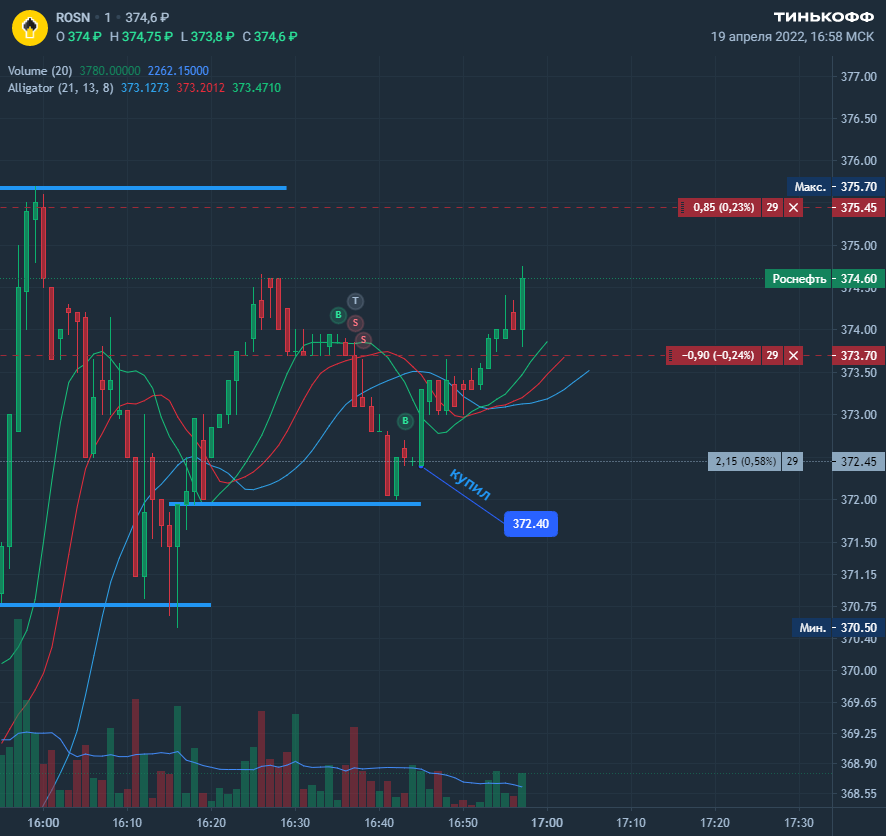 ROSN • 1 • 374,6 ₽
О 374 ₽ H 374,75 ₽ L 373,8 ₽ C 374,6 ₽
ТИНЬКОФФ
19 апреля 2022, 16:58 МСК
Volume (20) 3780.00000 2262.15000
Alligator (21, 13, 8) 373.1273 373.2012 373.4710
377.00
376.50
376.00
Макс. 375.70
0,85 (0,23%) 29 375.45
375.00
Роснефть 374.60
374.50
T
B
S
S
374.00
−0,90 (−0,24%) 29 373.70
373.50
373.00
B
2,15 (0,58%) 29 372.45
купил
372.40
372.00
371.50
371.15
370.75
Мин. 370.50
370.40
370.00
369.65
369.25
368.90
368.55
16:00 16:10 16:20 16:30 16:40 16:50 17:00 17:10 17:20 17:30